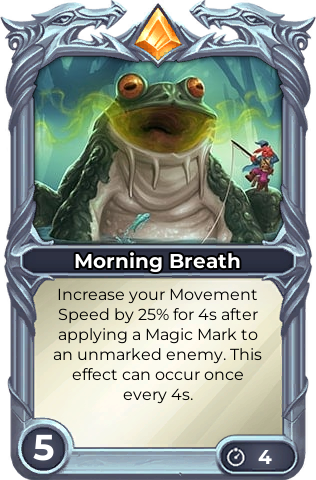 Morning Breath
Increase your Movement
Speed by 25% for 4s after
applying a Magic Mark to
an unmarked enemy. This
effect can occur once
every 4s.
5
4